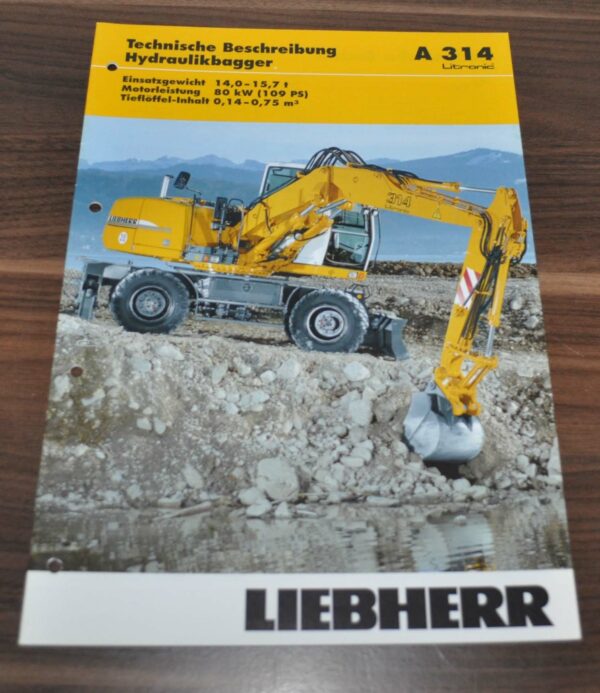 Technische Beschreibung
Hydraulikbagger
A 314
Litronic
Einsatzgewicht 14,0–15,7 t
Motorleistung 80 kW (109 PS)
Tieflöffel-Inhalt 0,14–0,75 m³
LIEBHERR
314
LIEBHERR